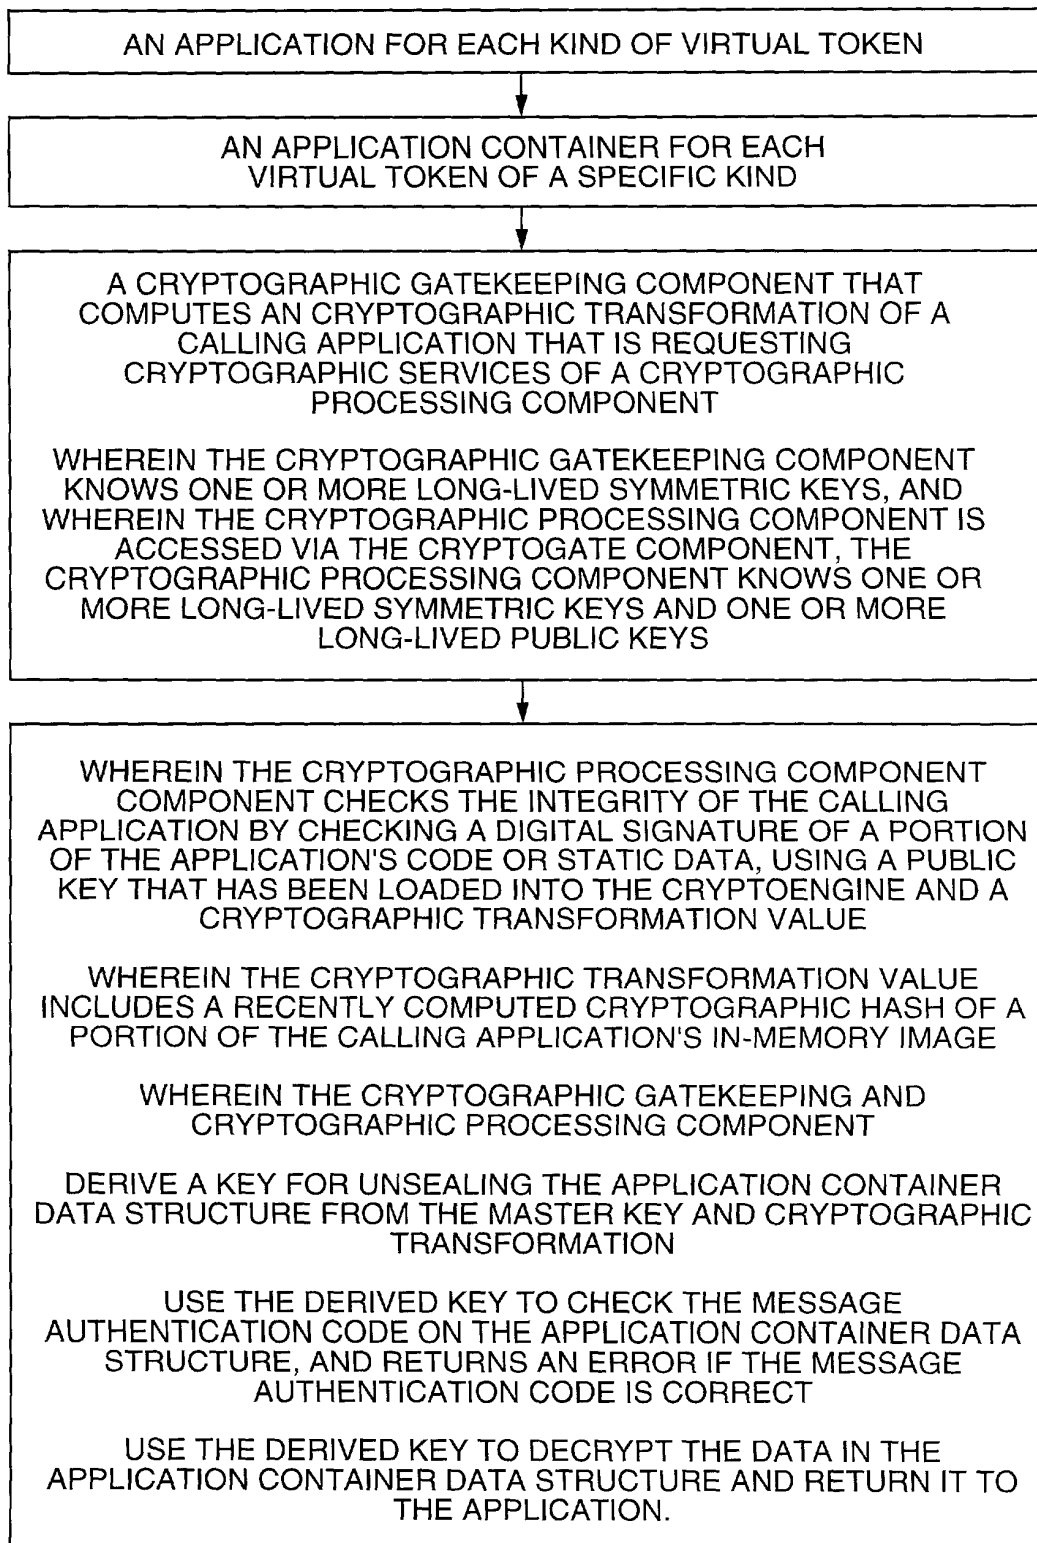 AN APPLICATION FOR EACH KIND OF VIRTUAL TOKEN
AN APPLICATION CONTAINER FOR EACH
VIRTUAL TOKEN OF A SPECIFIC KIND
A CRYPTOGRAPHIC GATEKEEPING COMPONENT THAT
COMPUTES AN CRYPTOGRAPHIC TRANSFORMATION OF A
CALLING APPLICATION THAT IS REQUESTING
CRYPTOGRAPHIC SERVICES OF A CRYPTOGRAPHIC
PROCESSING COMPONENT
WHEREIN THE CRYPTOGRAPHIC GATEKEEPING COMPONENT
KNOWS ONE OR MORE LONG-LIVED SYMMETRIC KEYS, AND
WHEREIN THE CRYPTOGRAPHIC PROCESSING COMPONENT IS
ACCESSED VIA THE CRYPTOGATE COMPONENT, THE
CRYPTOGRAPHIC PROCESSING COMPONENT KNOWS ONE OR
MORE LONG-LIVED SYMMETRIC KEYS AND ONE OR MORE
LONG-LIVED PUBLIC KEYS
WHEREIN THE CRYPTOGRAPHIC PROCESSING COMPONENT
COMPONENT CHECKS THE INTEGRITY OF THE CALLING
APPLICATION BY CHECKING A DIGITAL SIGNATURE OF A PORTION
OF THE APPLICATION'S CODE OR STATIC DATA, USING A PUBLIC
KEY THAT HAS BEEN LOADED INTO THE CRYPTOENGINE AND A
CRYPTOGRAPHIC TRANSFORMATION VALUE
WHEREIN THE CRYPTOGRAPHIC TRANSFORMATION VALUE
INCLUDES A RECENTLY COMPUTED CRYPTOGRAPHIC HASH OF A
PORTION OF THE CALLING APPLICATION'S IN-MEMORY IMAGE
WHEREIN THE CRYPTOGRAPHIC GATEKEEPING AND
CRYPTOGRAPHIC PROCESSING COMPONENT
DERIVE A KEY FOR UNSEALING THE APPLICATION CONTAINER
DATA STRUCTURE FROM THE MASTER KEY AND CRYPTOGRAPHIC
TRANSFORMATION
USE THE DERIVED KEY TO CHECK THE MESSAGE
AUTHENTICATION CODE ON THE APPLICATION CONTAINER DATA
STRUCTURE, AND RETURNS AN ERROR IF THE MESSAGE
AUTHENTICATION CODE IS CORRECT
USE THE DERIVED KEY TO DECRYPT THE DATA IN THE
APPLICATION CONTAINER DATA STRUCTURE AND RETURN IT TO
THE APPLICATION.